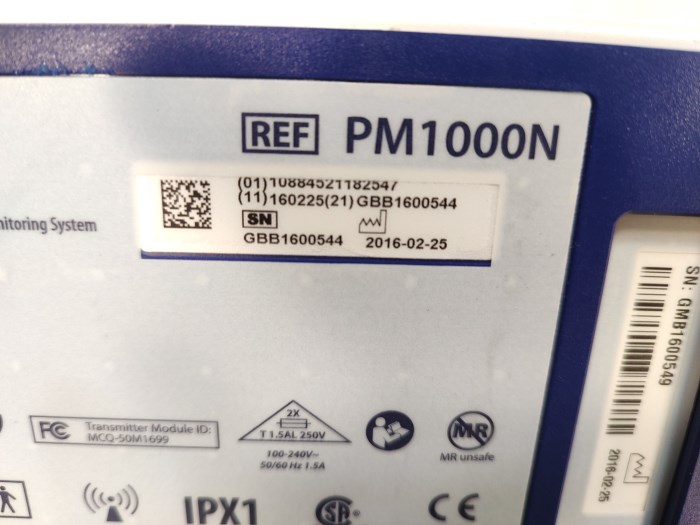 REF PM1000N
(01)10884521182547
(11)160225(21)GBB1600544
SN
GBB1600544 2016-02-25
nitoring System
SN: GMB1600549
2016-02-25
FC Transmitter Module ID:
MCQ-50M1699
2X
T 1.5AL 250V
100-240V~
50/60 Hz 1.5A
MR
MR unsafe
IPX1
SA
CE